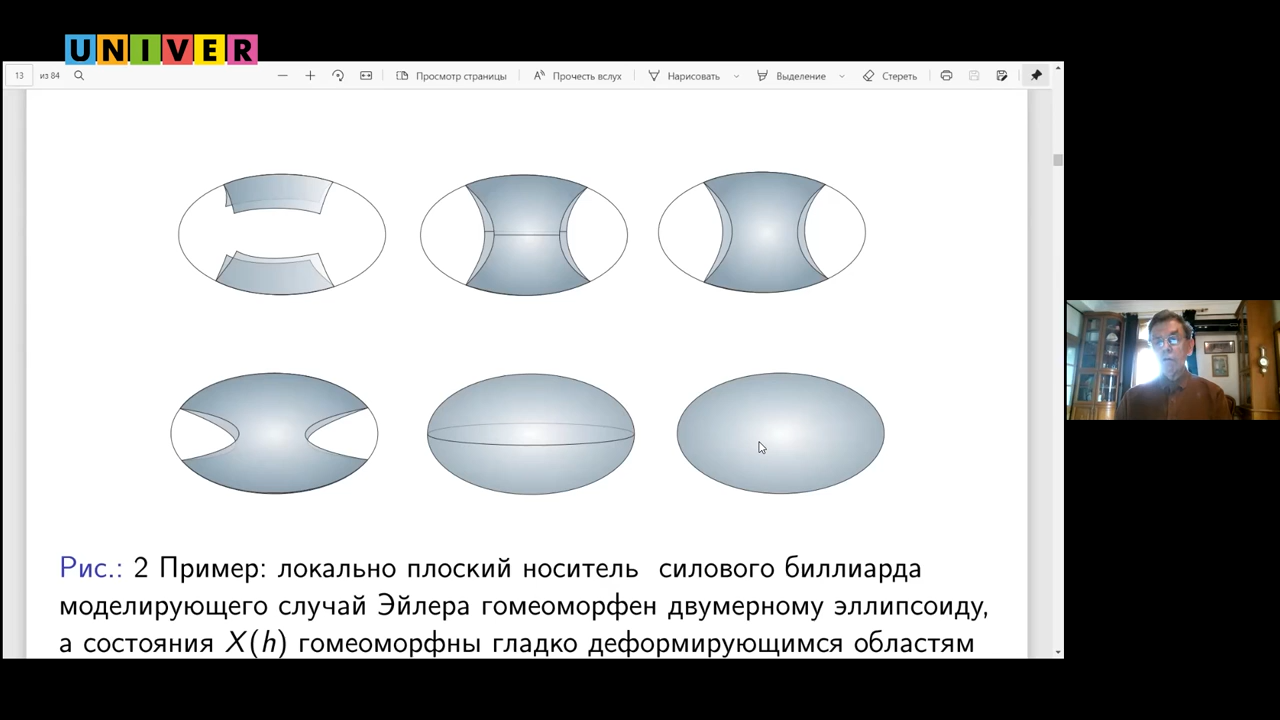 UNIVER
13 из 84 Просмотр страницы Прочесть вслух Нарисовать Выделение Стереть
Рис.: 2 Пример: локально плоский носитель силового биллиарда
моделирующего случай Эйлера гомеоморфен двумерному эллипсоиду,
а состояния X(h) гомеоморфны гладко деформирующимся областям